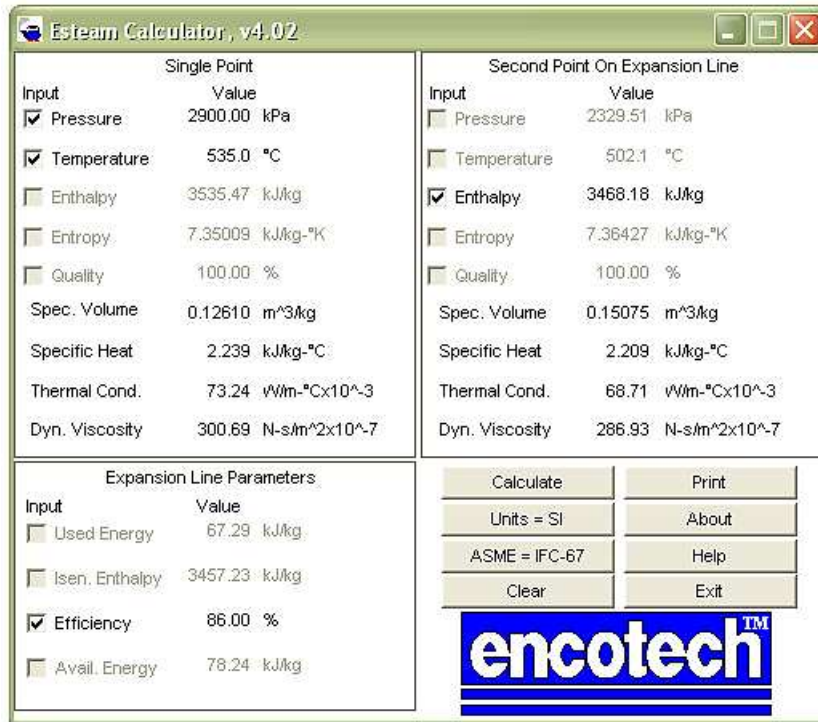 Esteam Calculator, v4.02
Single Point
Input Value
Pressure 2900.00 kPa
Temperature 535.0 °C
Enthalpy 3535.47 kJ/kg
Entropy 7.35009 kJ/kg-°K
Quality 100.00 %
Spec. Volume 0.12610 m^3/kg
Specific Heat 2.239 kJ/kg-°C
Thermal Cond. 73.24 W/m-°Cx10^-3
Dyn. Viscosity 300.69 N-s/m^2x10^-7
Second Point On Expansion Line
Input Value
Pressure 2329.51 kPa
Temperature 502.1 °C
Enthalpy 3468.18 kJ/kg
Entropy 7.36427 kJ/kg-°K
Quality 100.00 %
Spec. Volume 0.15075 m^3/kg
Specific Heat 2.209 kJ/kg-°C
Thermal Cond. 68.71 W/m-°Cx10^-3
Dyn. Viscosity 286.93 N-s/m^2x10^-7
Expansion Line Parameters
Input Value
Used Energy 67.29 kJ/kg
Isen. Enthalpy 3457.23 kJ/kg
Efficiency 86.00 %
Avail. Energy 78.24 kJ/kg
Calculate Print
Units = SI About
ASME = IFC-67 Help
Clear Exit
encotech™